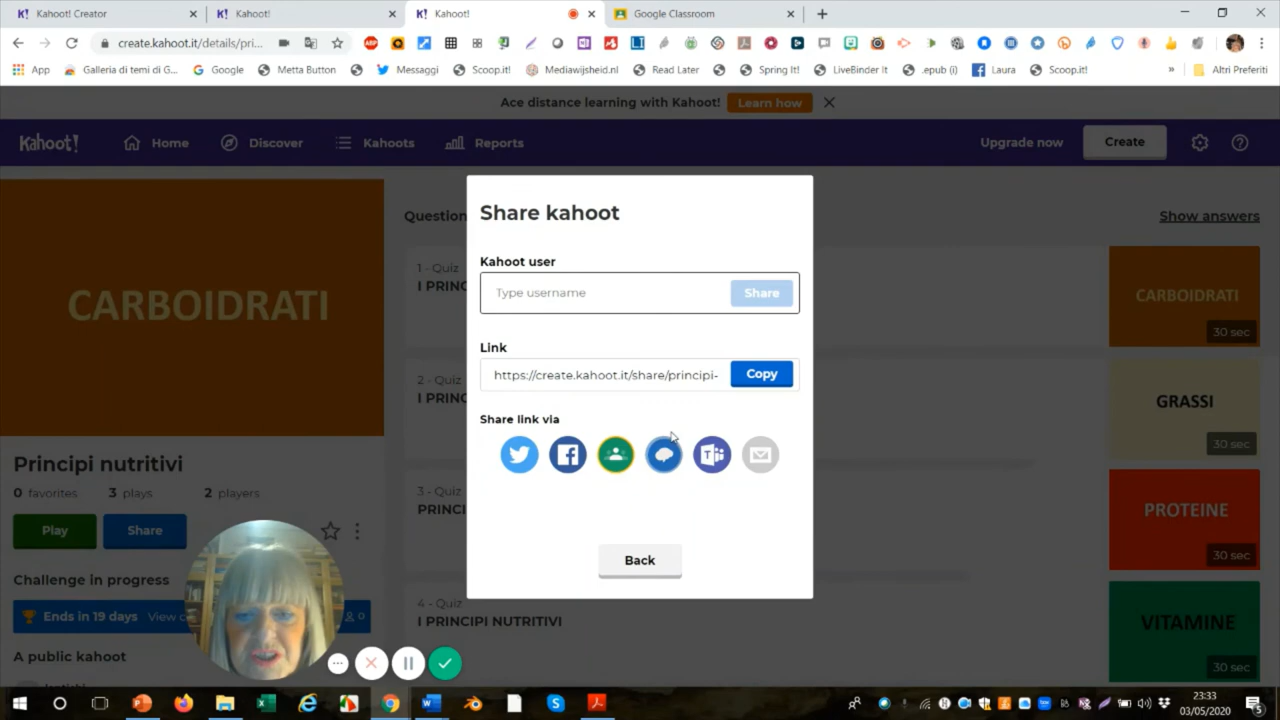 Kahoot! Creator
Kahoot!
Kahoot!
Google Classroom
create.kahoot.it/details/pri...
App
Galleria di temi di G...
Google
Metta Button
Messaggi
Scoop.it!
Mediawijsheid.nl
Read Later
Spring It!
LiveBinder It
.epub (i)
Laura
Scoop.it!
»
Altri Preferiti
Ace distance learning with Kahoot!
Learn how
Kahoot!
Home
Discover
Kahoots
Reports
Upgrade now
Create
CARBOIDRATI
Principi nutritivi
0 favorites
3 plays
2 players
Play
Share
Challenge in progress
Ends in 19 days
0
A public kahoot
Question
Show answers
1 - Quiz
CARBOIDRATI
30 sec
2 - Quiz
GRASSI
30 sec
3 - Quiz
PROTEINE
30 sec
4 - Quiz
I PRINCIPI NUTRITIVI
VITAMINE
30 sec
Share kahoot
Kahoot user
Type username
Share
Link
https://create.kahoot.it/share/principi-
Copy
Share link via
Back
23:33
03/05/2020
5